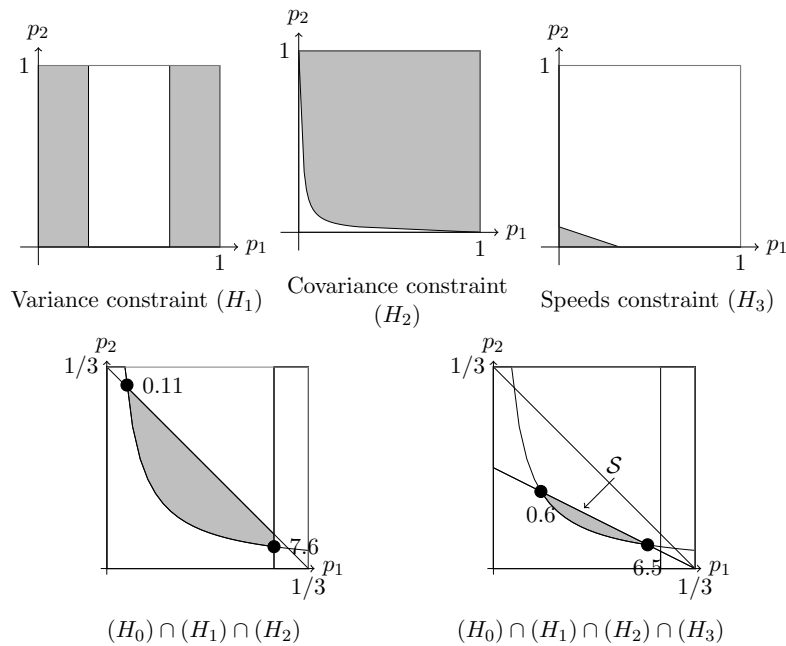 p₂
p₂
p₂
1
1
1
p₁
p₁
p₁
1
1
1
Variance constraint (H₁)
Covariance constraint
(H₂)
Speeds constraint (H₃)
p₂
1/3
0.11
7.6
p₁
1/3
(H₀) ∩ (H₁) ∩ (H₂)
p₂
1/3
𝒮
0.6
6.5
p₁
1/3
(H₀) ∩ (H₁) ∩ (H₂) ∩ (H₃)